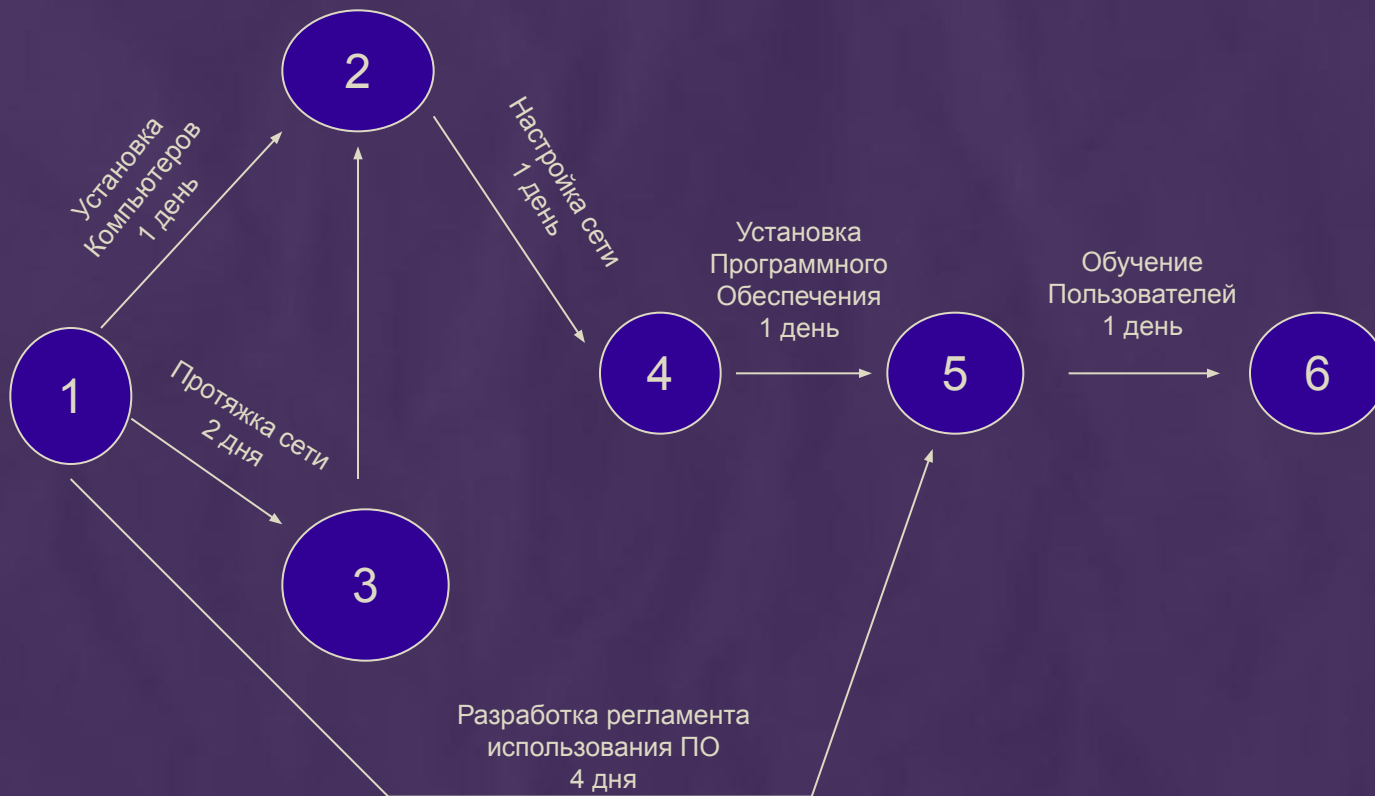 2
Установка
Компьютеров
1 день
Настройка сети
1 день
Установка
Программного
Обеспечения
1 день
Обучение
Пользователей
1 день
1
Протяжка сети
2 дня
4
5
6
3
Разработка регламента
использования ПО
4 дня